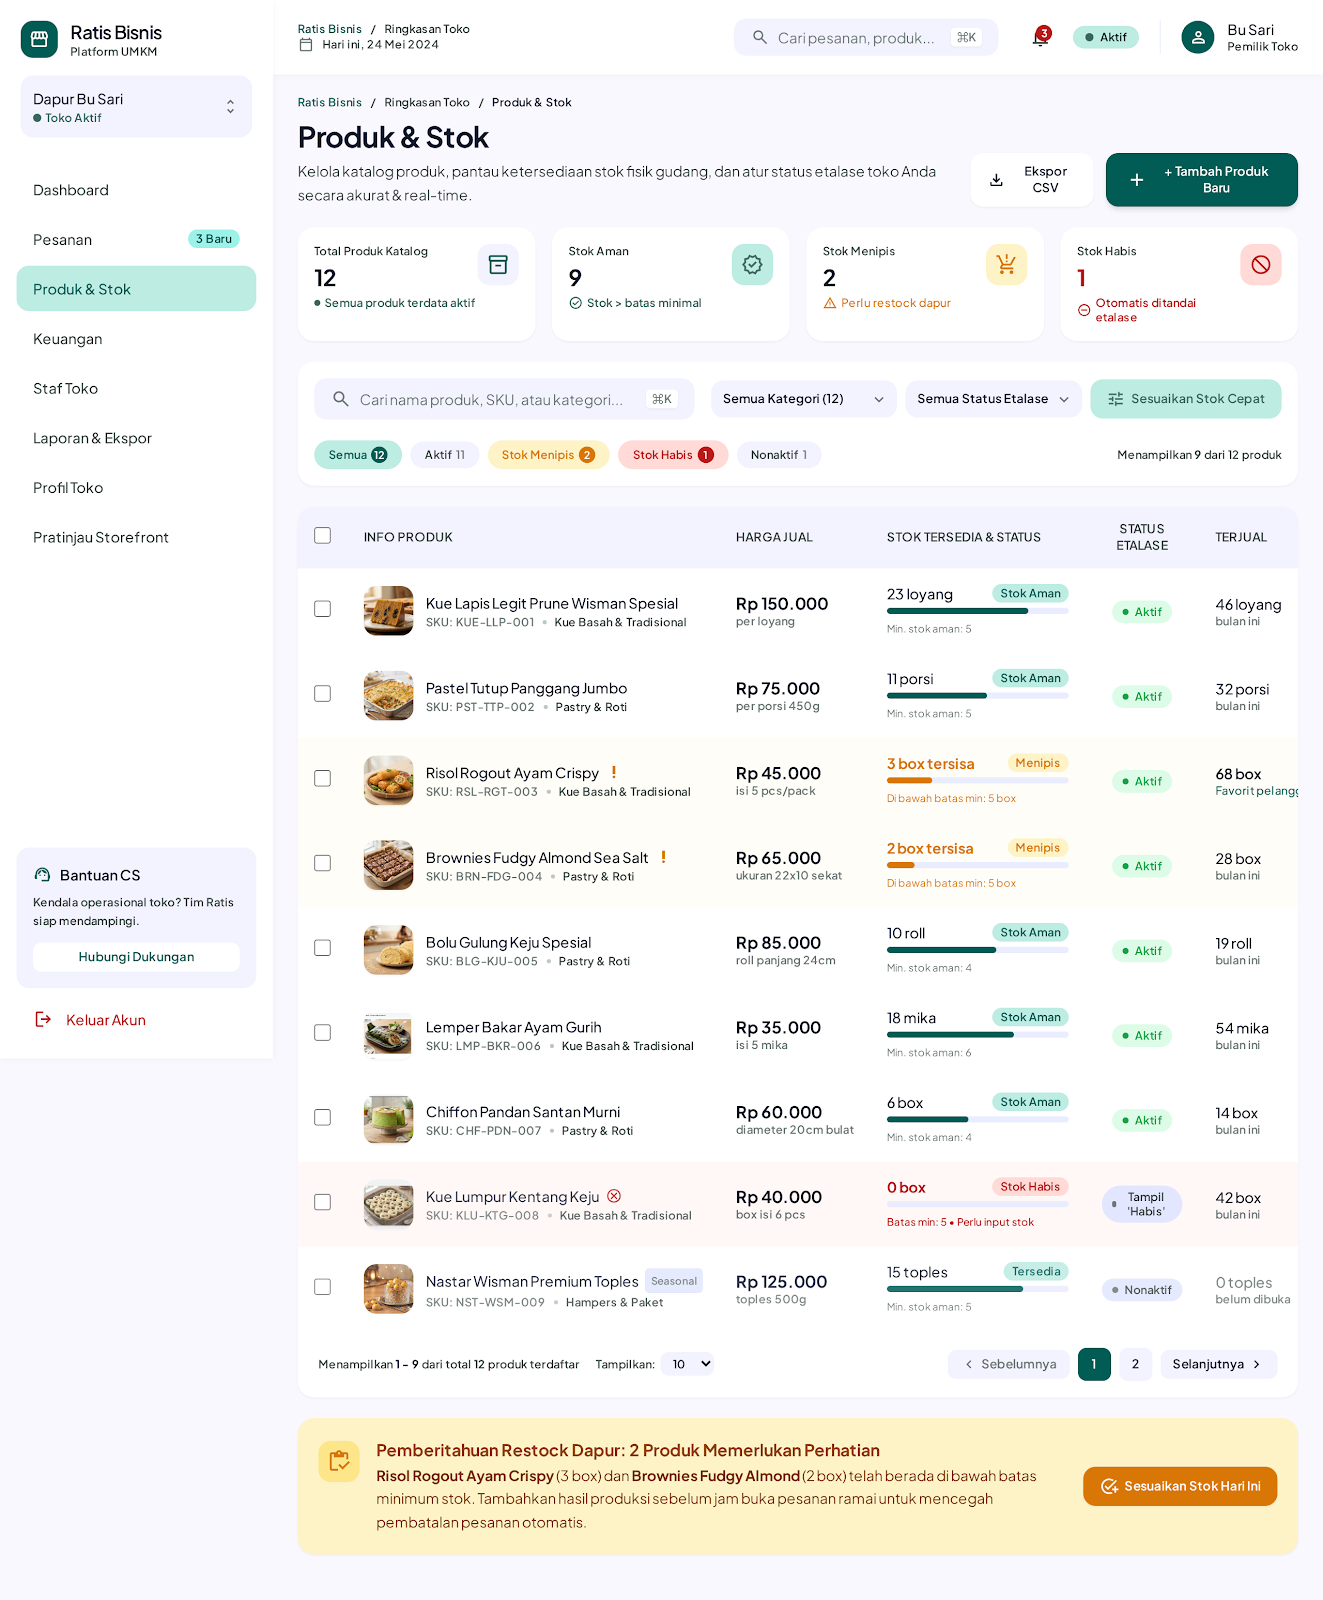 Ratis Bisnis
Platform UMKM
Dapur Bu Sari
Toko Aktif
Dashboard
Pesanan
3 Baru
Produk & Stok
Keuangan
Staf Toko
Laporan & Ekspor
Profil Toko
Pratinjau Storefront
Bantuan CS
Kendala operasional toko? Tim Ratis
siap mendampingi.
Hubungi Dukungan
Keluar Akun
Ratis Bisnis / Ringkasan Toko
Hari ini, 24 Mei 2024
Cari pesanan, produk... ⌘K
3
Aktif
Bu Sari
Pemilik Toko
Ratis Bisnis / Ringkasan Toko / Produk & Stok
Produk & Stok
Kelola katalog produk, pantau ketersediaan stok fisik gudang, dan atur status etalase toko Anda
secara akurat & real-time.
Ekspor
CSV
+ Tambah Produk
Baru
Total Produk Katalog
12
Semua produk terdata aktif
Stok Aman
9
Stok > batas minimal
Stok Menipis
2
Perlu restock dapur
Stok Habis
1
Otomatis ditandai
etalase
Cari nama produk, SKU, atau kategori... ⌘K
Semua Kategori (12)
Semua Status Etalase
Sesuaikan Stok Cepat
Semua 12
Aktif 11
Stok Menipis 2
Stok Habis 1
Nonaktif 1
Menampilkan 9 dari 12 produk
INFO PRODUK
HARGA JUAL
STOK TERSEDIA & STATUS
STATUS
ETALASE
TERJUAL
Kue Lapis Legit Prune Wisman Spesial
SKU: KUE-LLP-001 • Kue Basah & Tradisional
Rp 150.000
per loyang
23 loyang
Stok Aman
Min. stok aman: 5
Aktif
46 loyang
bulan ini
Pastel Tutup Panggang Jumbo
SKU: PST-TTP-002 • Pastry & Roti
Rp 75.000
per porsi 450g
11 porsi
Stok Aman
Min. stok aman: 5
Aktif
32 porsi
bulan ini
Risol Rogout Ayam Crispy !
SKU: RSL-RGT-003 • Kue Basah & Tradisional
Rp 45.000
isi 5 pcs/pack
3 box tersisa
Menipis
Di bawah batas min: 5 box
Aktif
68 box
Favorit pelangg
Brownies Fudgy Almond Sea Salt !
SKU: BRN-FDG-004 • Pastry & Roti
Rp 65.000
ukuran 22x10 sekat
2 box tersisa
Menipis
Di bawah batas min: 5 box
Aktif
28 box
bulan ini
Bolu Gulung Keju Spesial
SKU: BLG-KJU-005 • Pastry & Roti
Rp 85.000
roll panjang 24cm
10 roll
Stok Aman
Min. stok aman: 4
Aktif
19 roll
bulan ini
Lemper Bakar Ayam Gurih
SKU: LMP-BKR-006 • Kue Basah & Tradisional
Rp 35.000
isi 5 mika
18 mika
Stok Aman
Min. stok aman: 6
Aktif
54 mika
bulan ini
Chiffon Pandan Santan Murni
SKU: CHF-PDN-007 • Pastry & Roti
Rp 60.000
diameter 20cm bulat
6 box
Stok Aman
Min. stok aman: 4
Aktif
14 box
bulan ini
Kue Lumpur Kentang Keju
SKU: KLU-KTG-008 • Kue Basah & Tradisional
Rp 40.000
box isi 6 pcs
0 box
Stok Habis
Batas min: 5 • Perlu input stok
Tampil
'Habis'
42 box
bulan ini
Nastar Wisman Premium Toples Seasonal
SKU: NST-WSM-009 • Hampers & Paket
Rp 125.000
toples 500g
15 toples
Tersedia
Min. stok aman: 5
Nonaktif
0 toples
belum dibuka
Menampilkan 1 - 9 dari total 12 produk terdaftar
Tampilkan: 10
Sebelumnya
1
2
Selanjutnya
Pemberitahuan Restock Dapur: 2 Produk Memerlukan Perhatian
Risol Rogout Ayam Crispy (3 box) dan Brownies Fudgy Almond (2 box) telah berada di bawah batas
minimum stok. Tambahkan hasil produksi sebelum jam buka pesanan ramai untuk mencegah
pembatalan pesanan otomatis.
Sesuaikan Stok Hari Ini